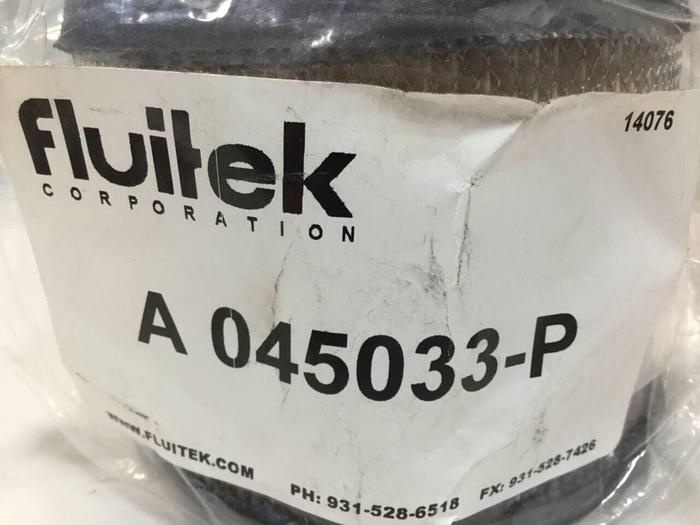 fluitek
CORPORATION
14076
A 045033-P
www.FLUITEK.COM
PH: 931-528-6518
FX: 931-528-7426